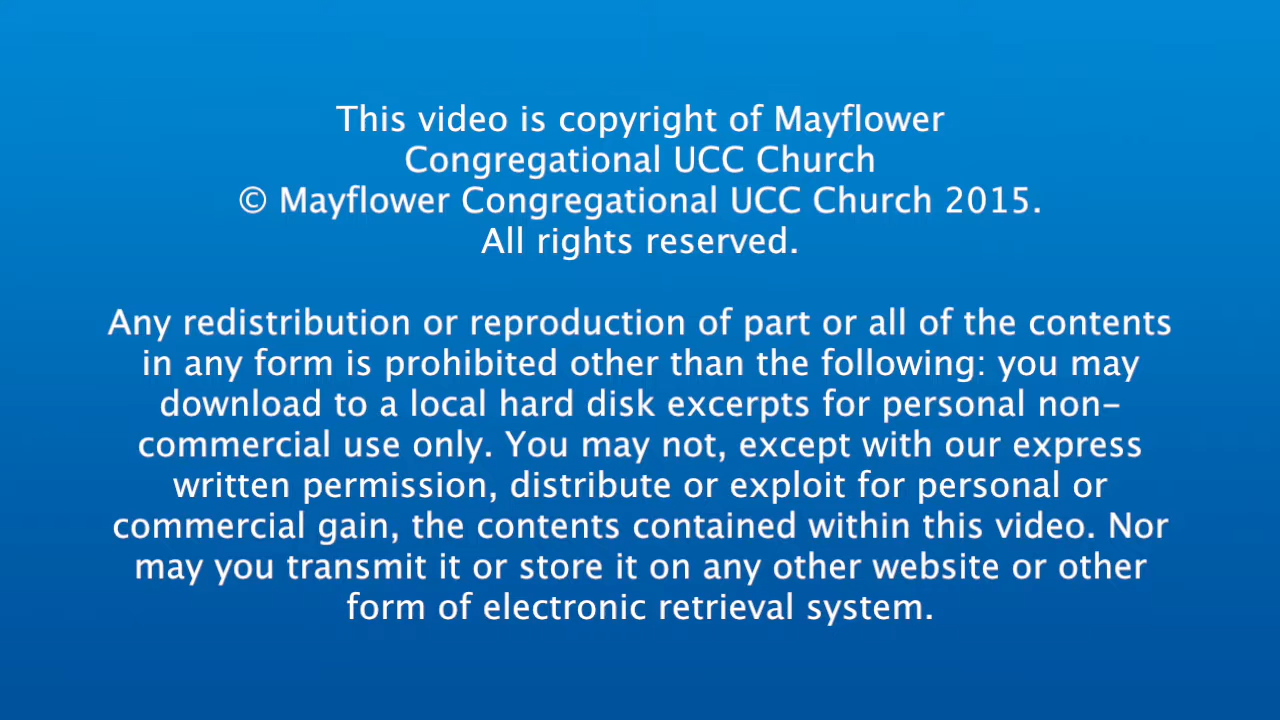 This video is copyright of Mayflower
Congregational UCC Church
© Mayflower Congregational UCC Church 2015.
All rights reserved.
Any redistribution or reproduction of part or all of the contents
in any form is prohibited other than the following: you may
download to a local hard disk excerpts for personal non-
commercial use only. You may not, except with our express
written permission, distribute or exploit for personal or
commercial gain, the contents contained within this video. Nor
may you transmit it or store it on any other website or other
form of electronic retrieval system.